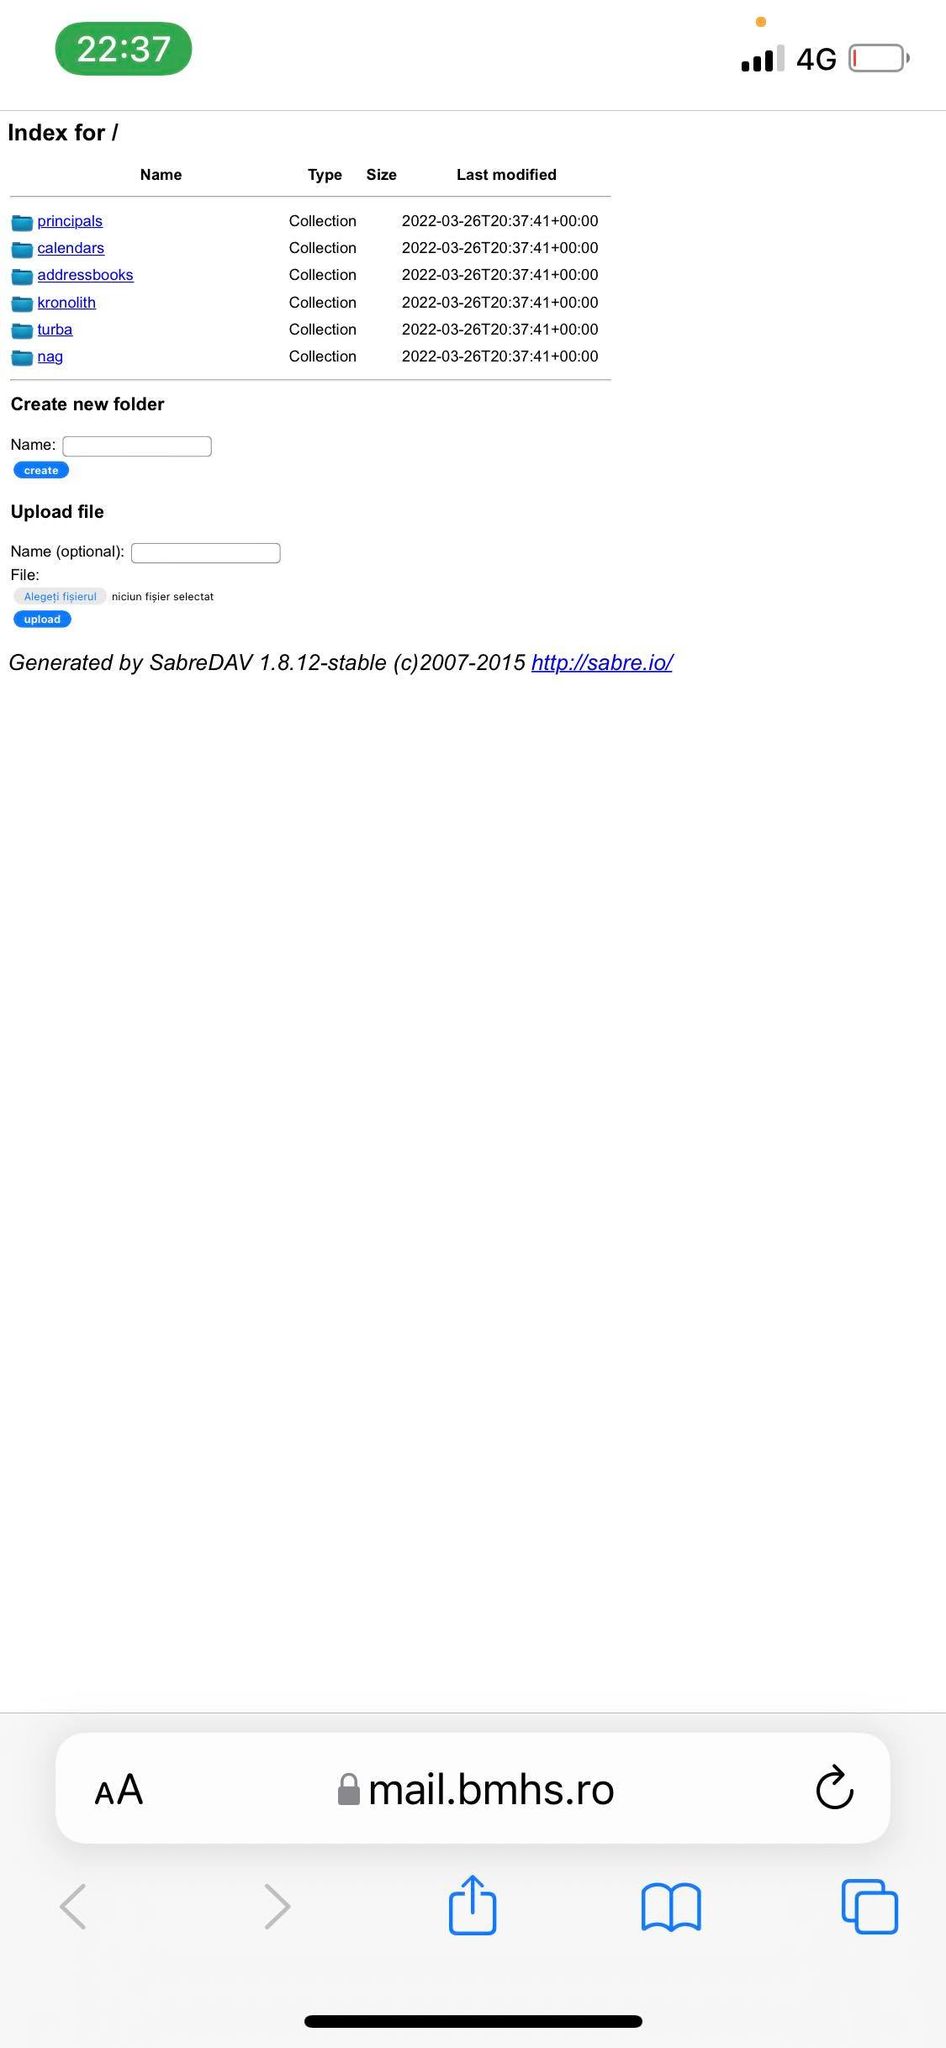 22:37
4G
Index for /
Name Type Size Last modified
principals Collection 2022-03-26T20:37:41+00:00
calendars Collection 2022-03-26T20:37:41+00:00
addressbooks Collection 2022-03-26T20:37:41+00:00
kronolith Collection 2022-03-26T20:37:41+00:00
turba Collection 2022-03-26T20:37:41+00:00
nag Collection 2022-03-26T20:37:41+00:00
Create new folder
Name:
create
Upload file
Name (optional):
File:
Alegeți fișierul niciun fișier selectat
upload
Generated by SabreDAV 1.8.12-stable (c)2007-2015 http://sabre.io/
AA mail.bmhs.ro